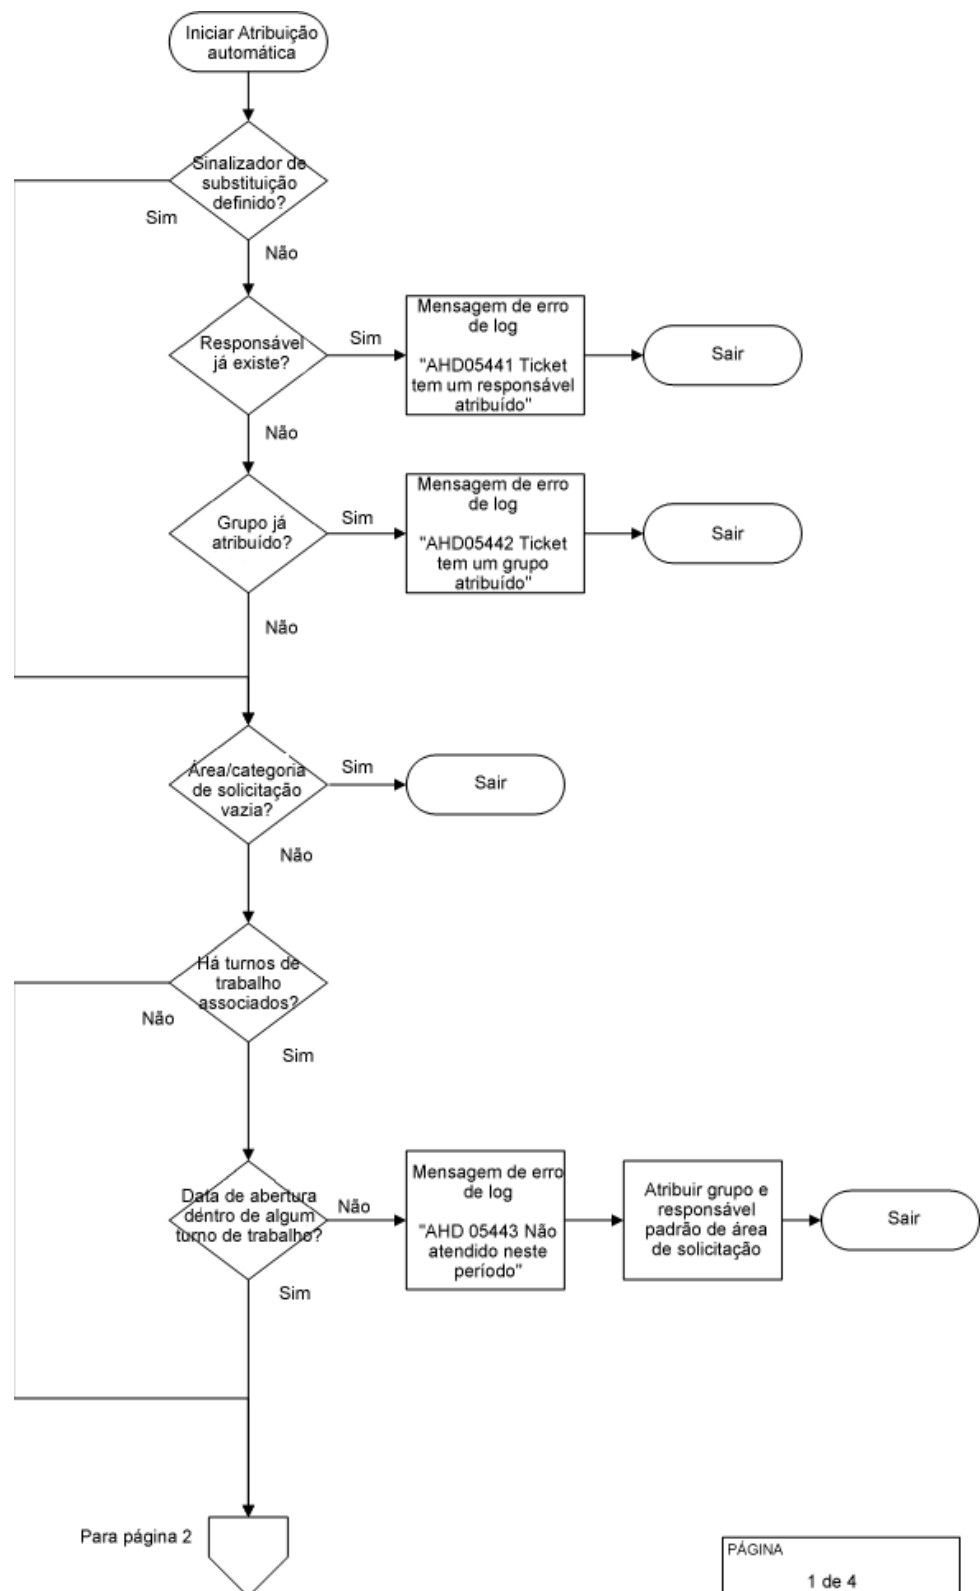 Iniciar Atribuição
automática
Sinalizador de
substituição
definido?
Sim
Não
Responsável
já existe?
Sim
Mensagem de erro
de log
"AHD05441 Ticket
tem um responsável
atribuído"
Sair
Não
Grupo já
atribuído?
Sim
Mensagem de erro
de log
"AHD05442 Ticket
tem um grupo
atribuído"
Sair
Não
Área/categoria
de solicitação
vazia?
Sim
Sair
Não
Há turnos de
trabalho
associados?
Não
Sim
Data de abertura
dentro de algum
turno de trabalho?
Não
Mensagem de erro
de log
"AHD 05443 Não
atendido neste
período"
Atribuir grupo e
responsável
padrão de área
de solicitação
Sair
Sim
Para página 2
PÁGINA
1 de 4